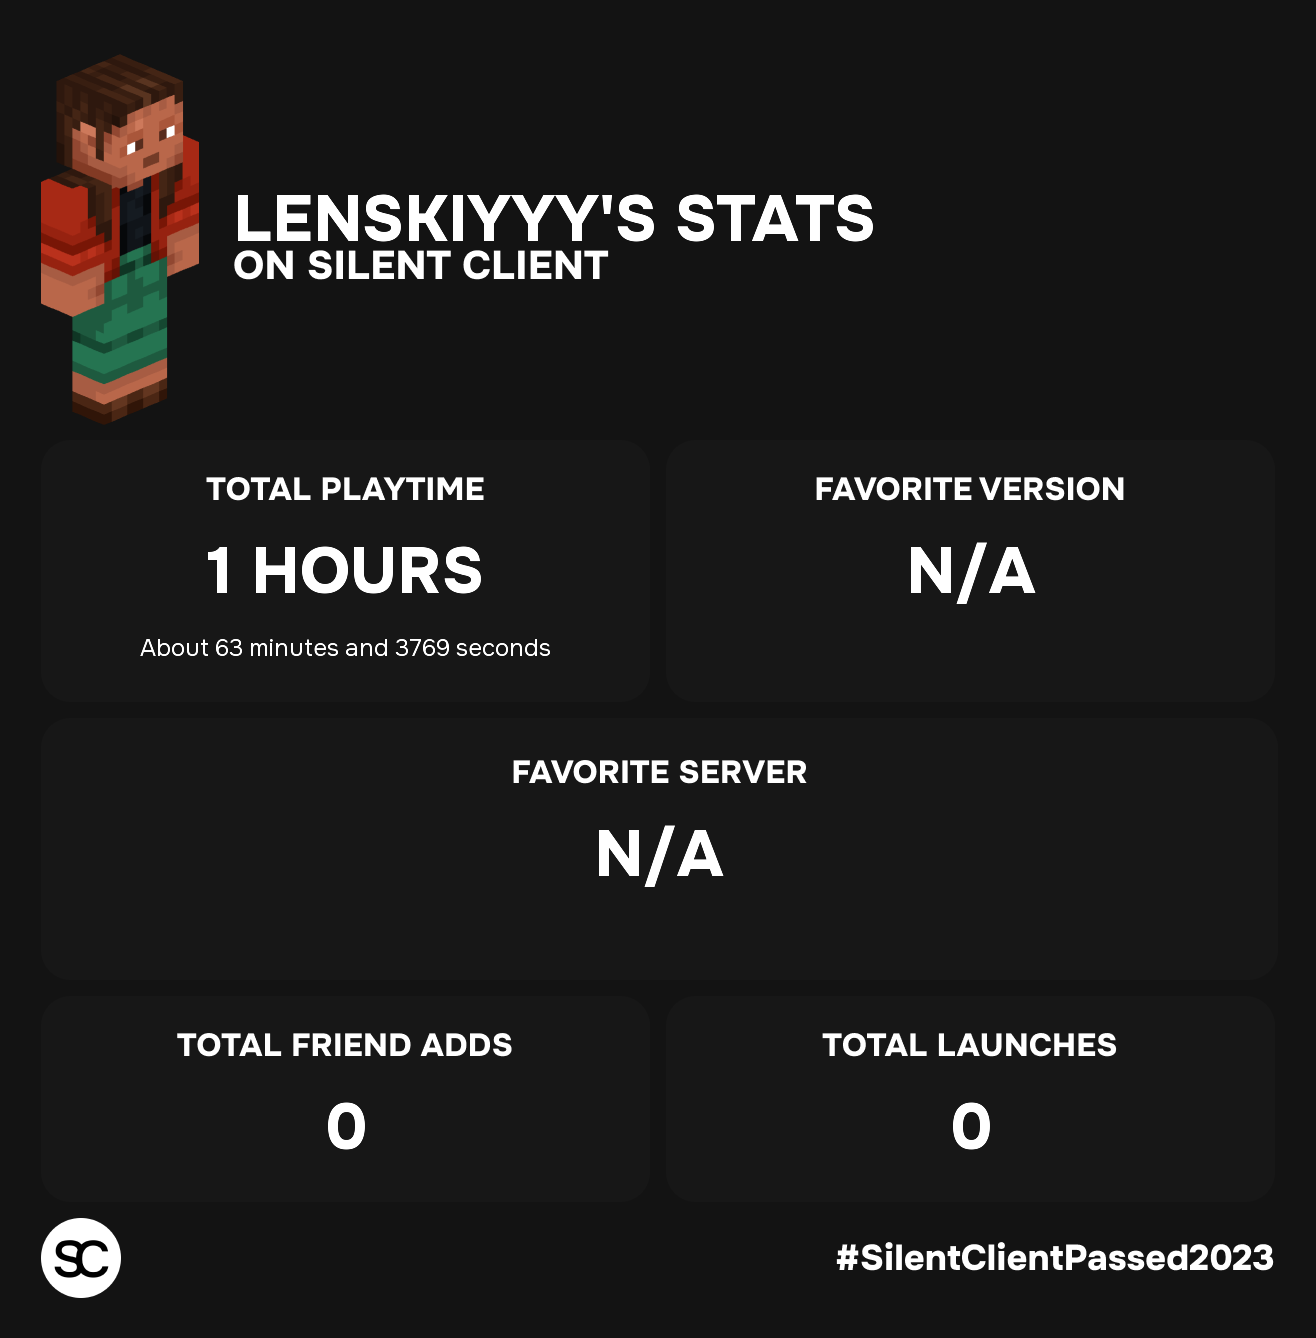 LENSKIYYY'S STATS
ON SILENT CLIENT
TOTAL PLAYTIME
1 HOURS
About 63 minutes and 3769 seconds
FAVORITE VERSION
N/A
FAVORITE SERVER
N/A
TOTAL FRIEND ADDS
0
TOTAL LAUNCHES
0
SC
#SilentClientPassed2023